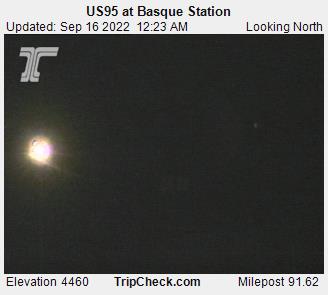 US95 at Basque Station
Updated: Sep 16 2022 12:23 AM Looking North
Elevation 4460 TripCheck.com Milepost 91.62